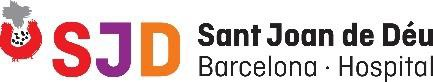 SJD
Sant Joan de Déu
Barcelona · Hospital